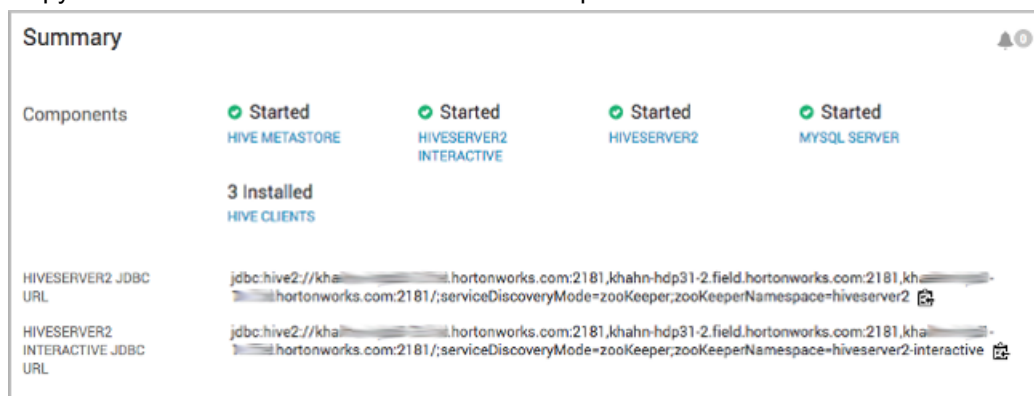 Summary
0
Components
Started
HIVE METASTORE
Started
HIVESERVER2
INTERACTIVE
Started
HIVESERVER2
Started
MYSQL SERVER
3 Installed
HIVE CLIENTS
HIVESERVER2 JDBC
URL
jdbc:hive2://kha .hortonworks.com:2181,khahn-hdp31-2.field.hortonworks.com:2181,kh -
.hortonworks.com:2181/;serviceDiscoveryMode=zooKeeper;zooKeeperNamespace=hiveserver2
HIVESERVER2
INTERACTIVE JDBC
URL
jdbc:hive2://kha .hortonworks.com:2181,khahn-hdp31-2.field.hortonworks.com:2181,kha -
.hortonworks.com:2181/;serviceDiscoveryMode=zooKeeper;zooKeeperNamespace=hiveserver2-interactive